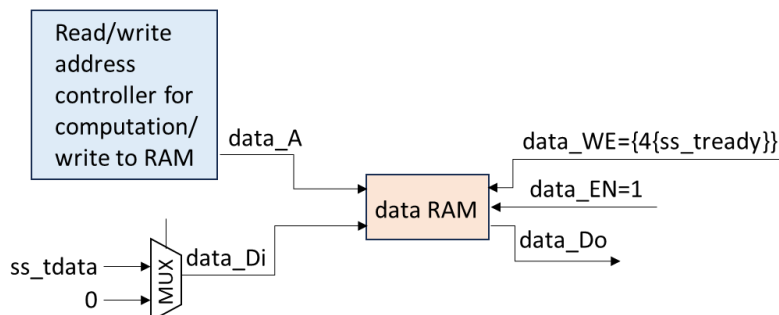 Read/write
address
controller for
computation/
write to RAM
data_A
data_WE={4{ss_tready}}
data_EN=1
data RAM
data_Do
data_Di
ss_tdata
0
MUX